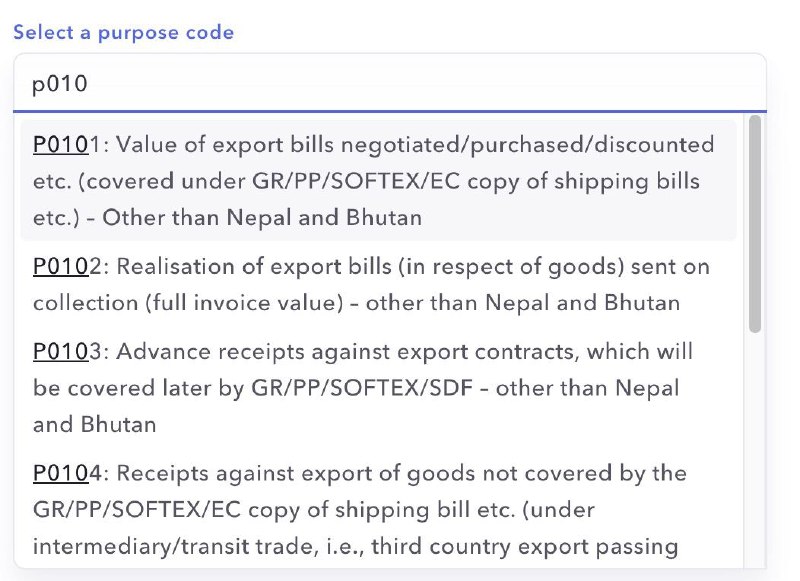 Select a purpose code
p010
P0101: Value of export bills negotiated/purchased/discounted
etc. (covered under GR/PP/SOFTEX/EC copy of shipping bills
etc.) – Other than Nepal and Bhutan
P0102: Realisation of export bills (in respect of goods) sent on
collection (full invoice value) – other than Nepal and Bhutan
P0103: Advance receipts against export contracts, which will
be covered later by GR/PP/SOFTEX/SDF – other than Nepal
and Bhutan
P0104: Receipts against export of goods not covered by the
GR/PP/SOFTEX/EC copy of shipping bill etc. (under
intermediary/transit trade, i.e., third country export passing